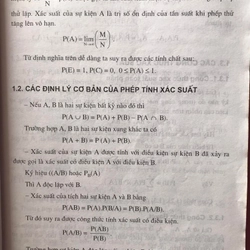 N
thử lập. Xác suất của sự kiện A là trị số ổn định của tần suất khi phép thử
tăng lên vô hạn.
P(A) = lim (M/N)
Từ định nghĩa trên dễ dàng ta suy ra được các tính chất sau:
P(E) = 1, P(C) = 0, 0 ≤ P(A) ≤ 1.
1.2. CÁC ĐỊNH LÝ CƠ BẢN CỦA PHÉP TÍNH XÁC SUẤT
– Nếu A, B là hai sự kiện bất kỳ nào đó thì
P(A ∪ B) = P(A) + P(B) – P(A ∩ B).
Trường hợp A, B là hai sự kiện xung khắc ta có
P(A + B) = P (A) + P(B).
– Xác suất của sự kiện A được tính với điều kiện sự kiện B đã xảy ra
được gọi là xác suất có điều kiện A với điều kiện B.
Ký hiệu (A/B) hoặc P_B(A)
Thì A độc lập với B.
– Xác suất của tích hai sự kiện A và B bằng
P(AB) = P(A).P(B/A) = P(B).P(A/B).
Từ đó suy ra được công thức tính xác suất có điều kiện.
P(A/B) = P(AB)/P(B)